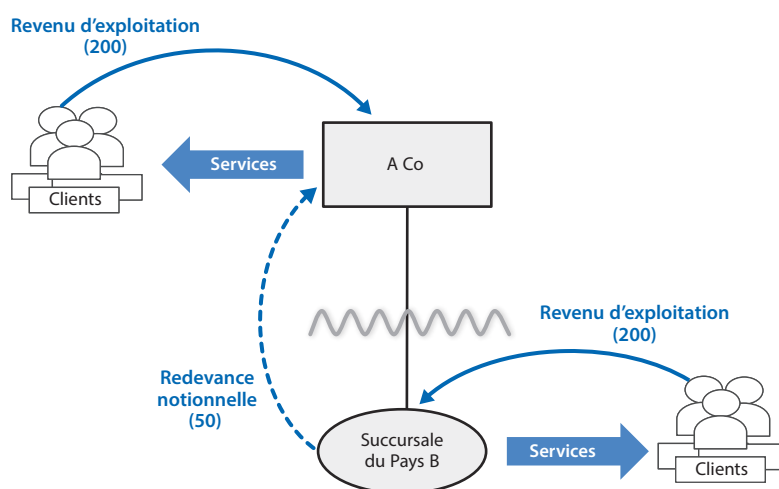 Revenu d'exploitation
(200)
Services
A Co
Clients
Revenu d'exploitation
(200)
Redevance
notionnelle
(50)
Succursale
du Pays B
Services
Clients